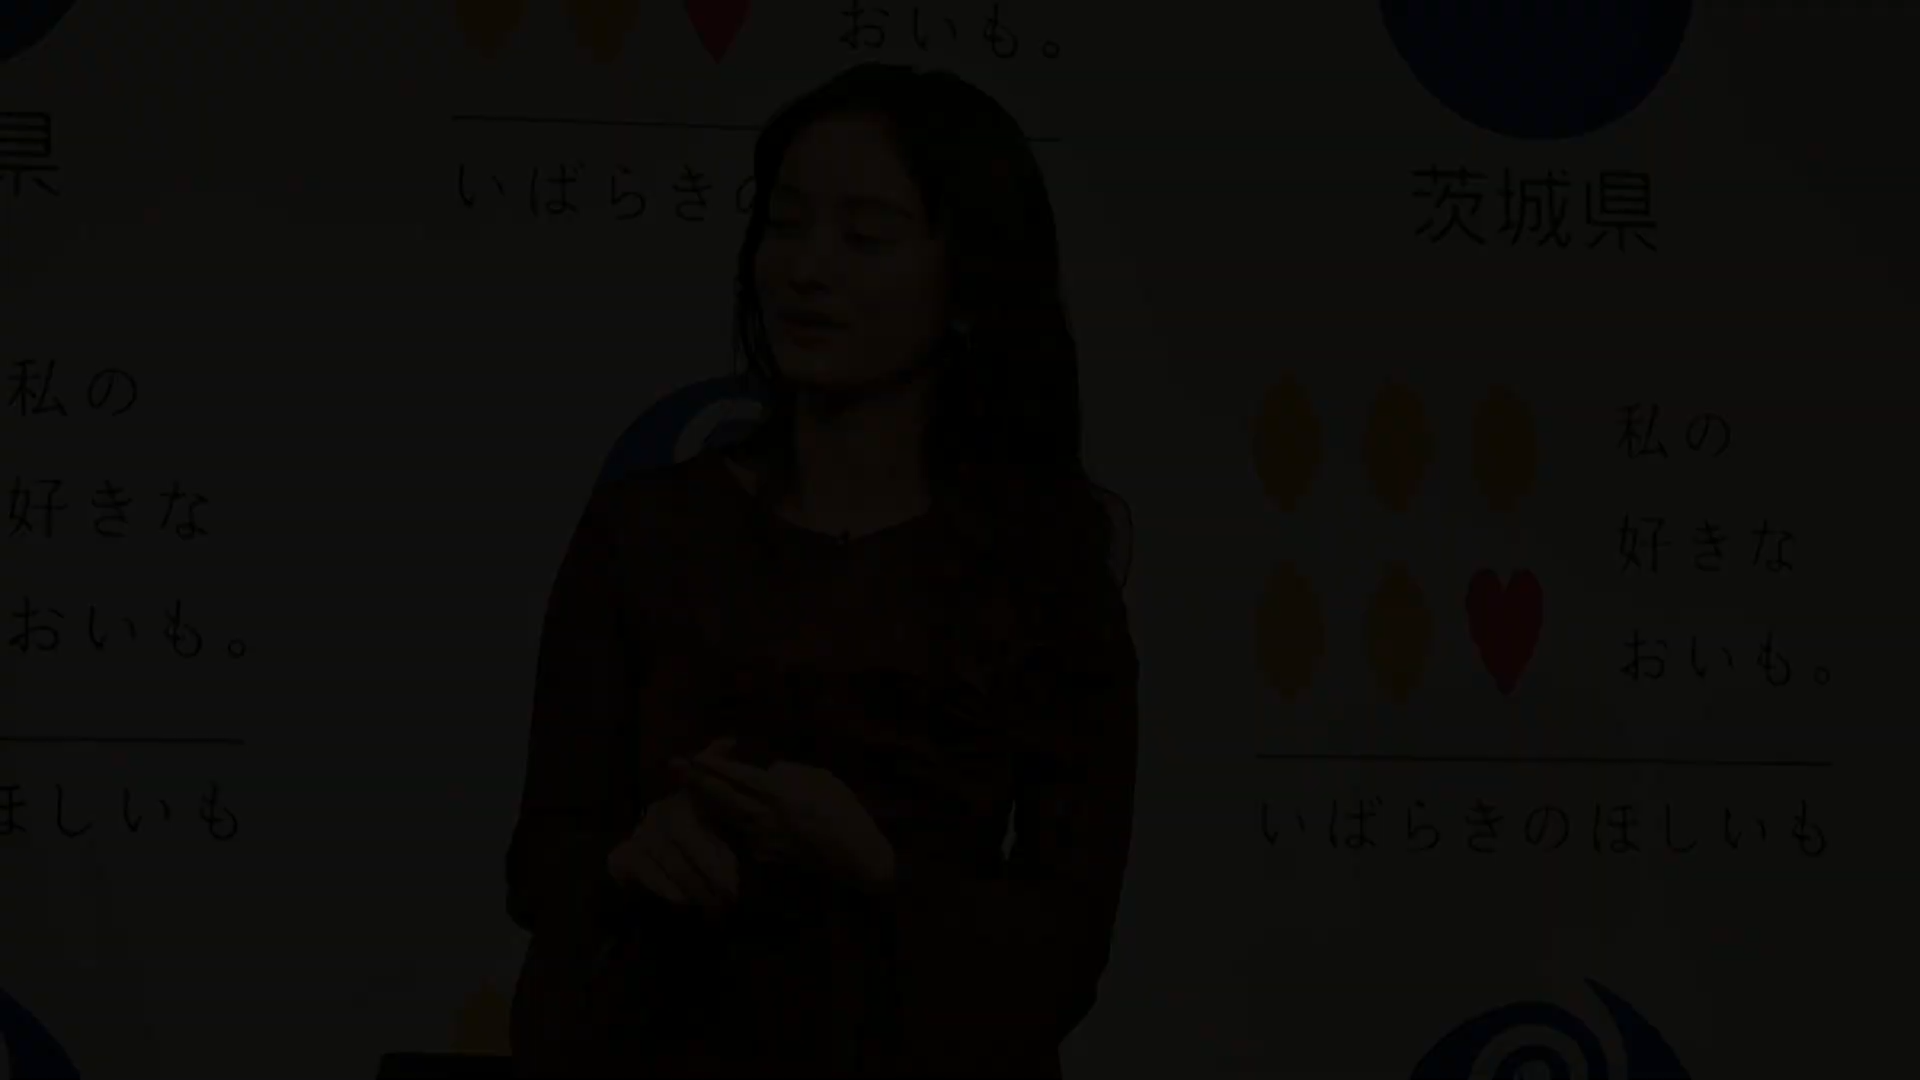 おいも。
いばらきの
茨城県
県
私の
好きな
おいも。
ほしいも
私の
好きな
おいも。
いばらきのほしいも